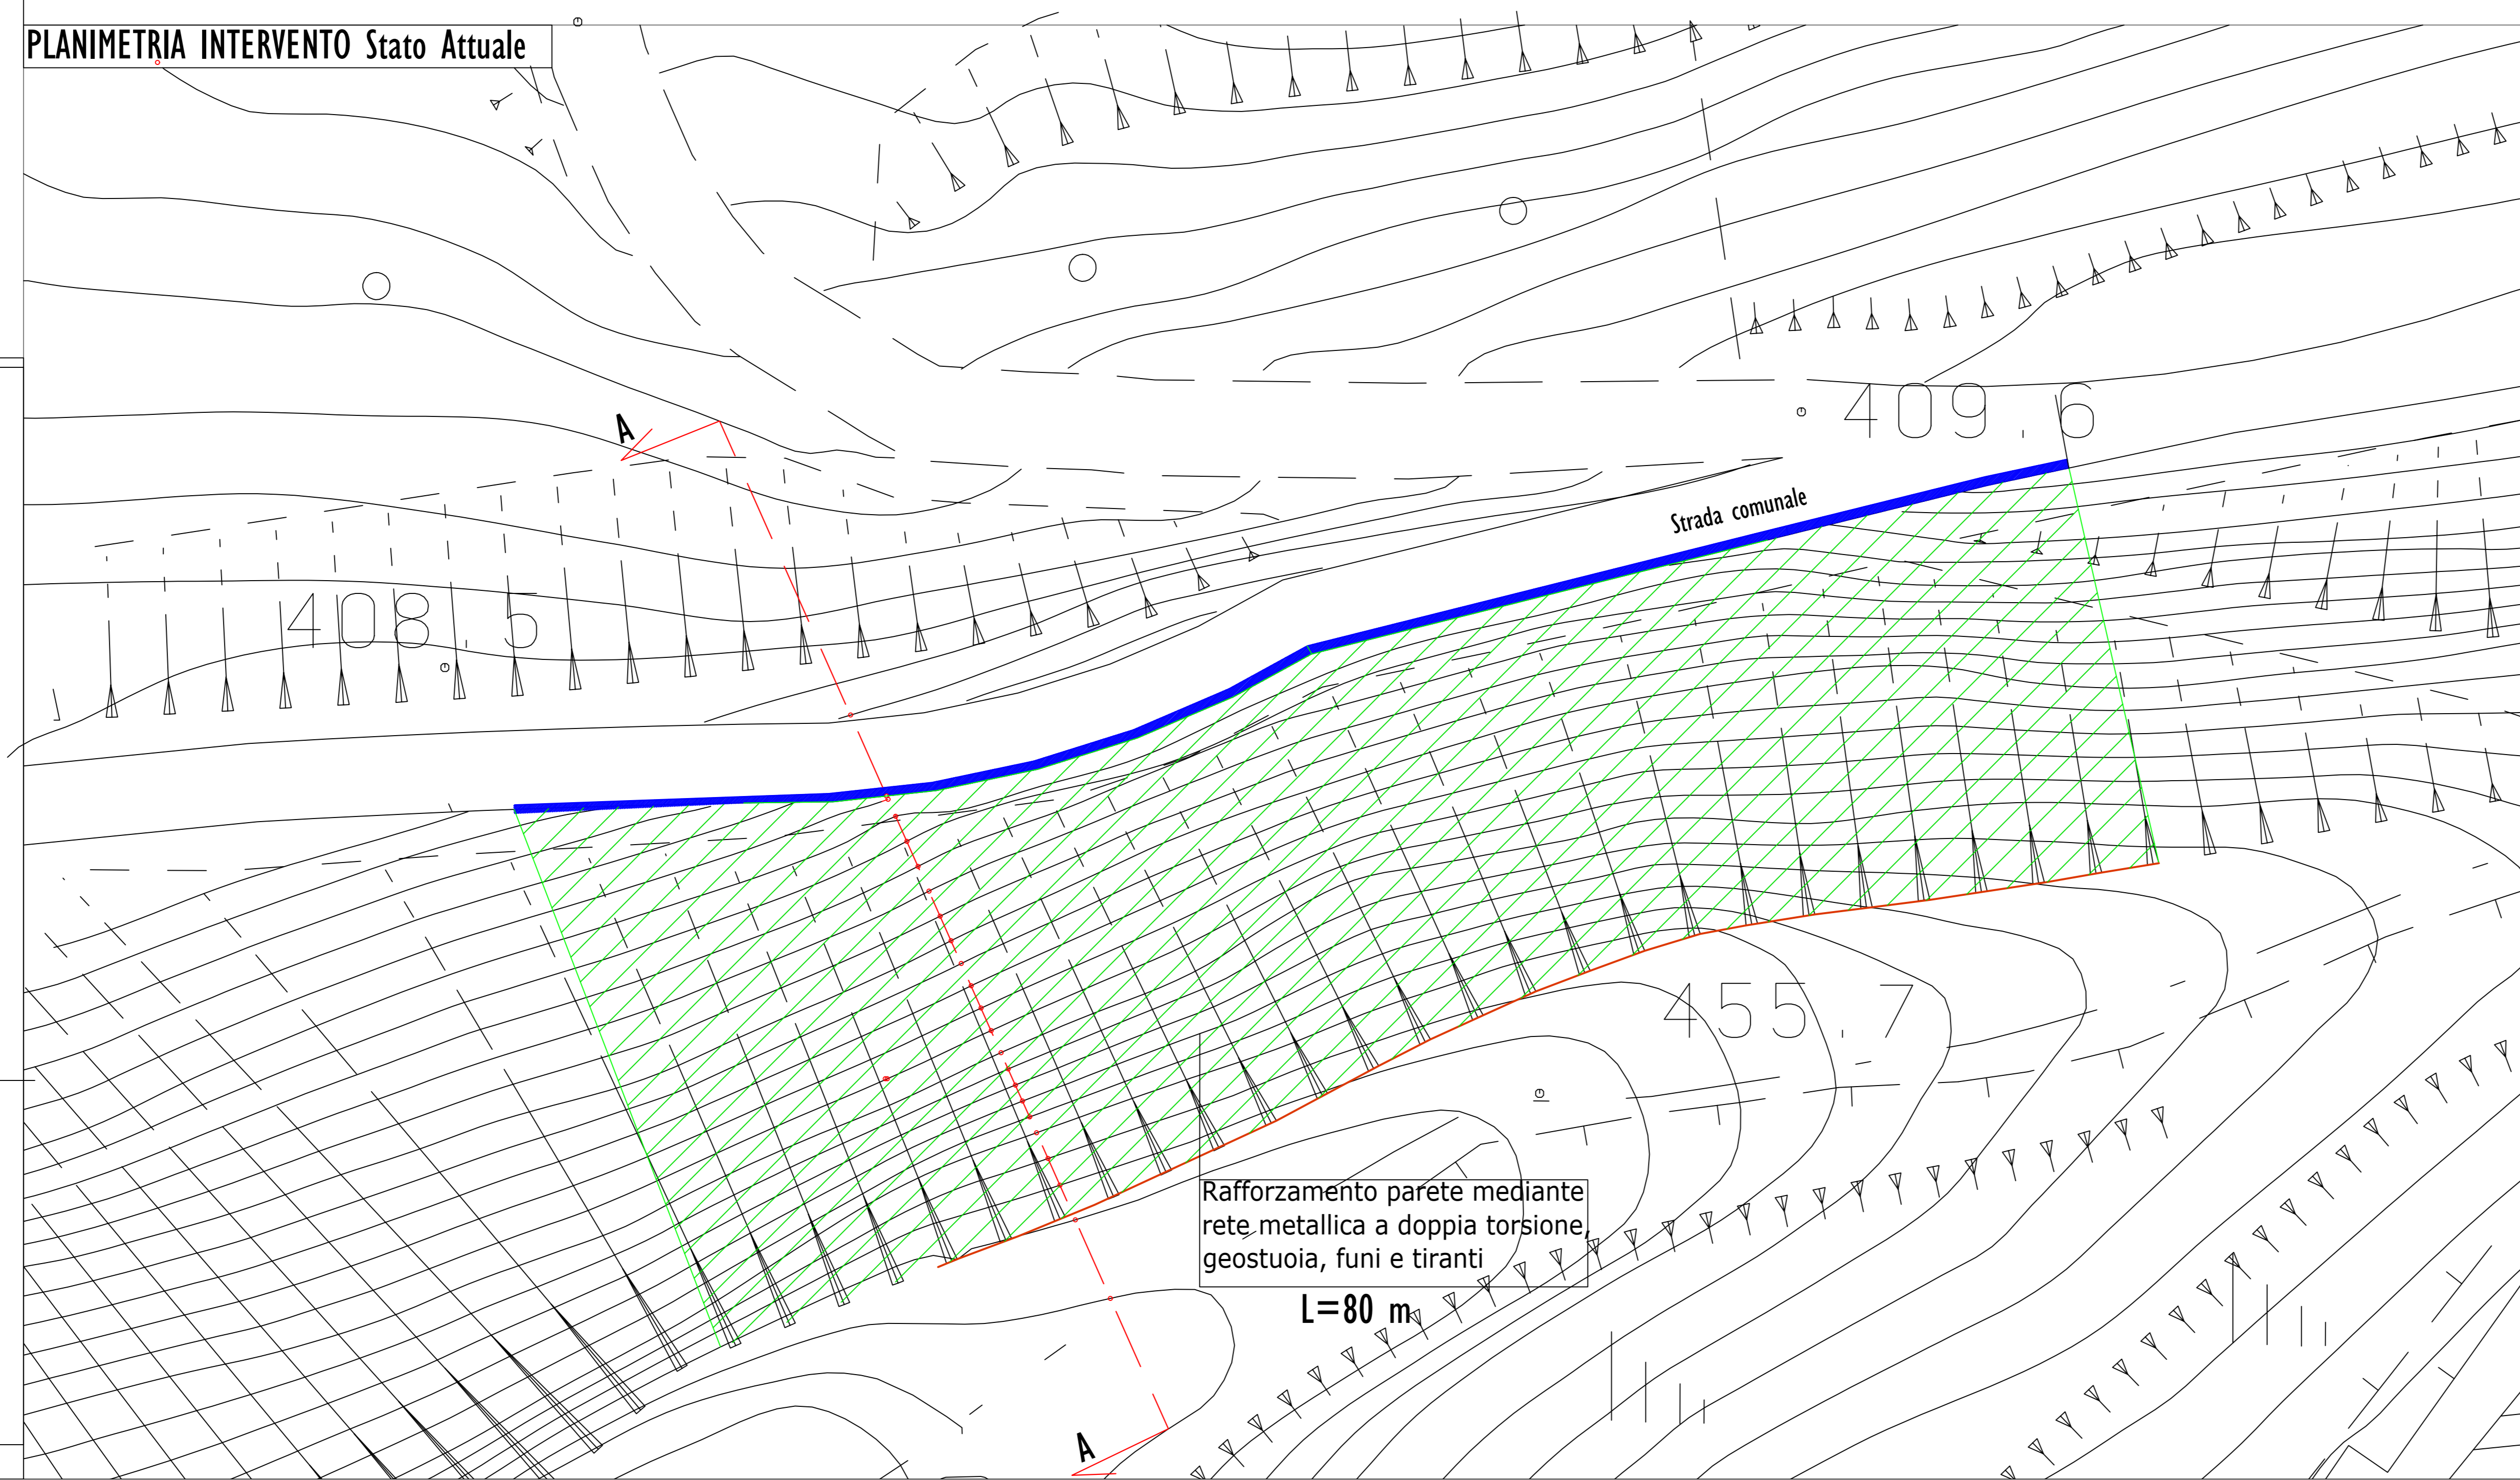 PLANIMETRIA INTERVENTO Stato Attuale
A
409.6
Strada comunale
408.5
455.7
Rafforzamento parete mediante
rete metallica a doppia torsione,
geostuoia, funi e tiranti
L=80 m
A